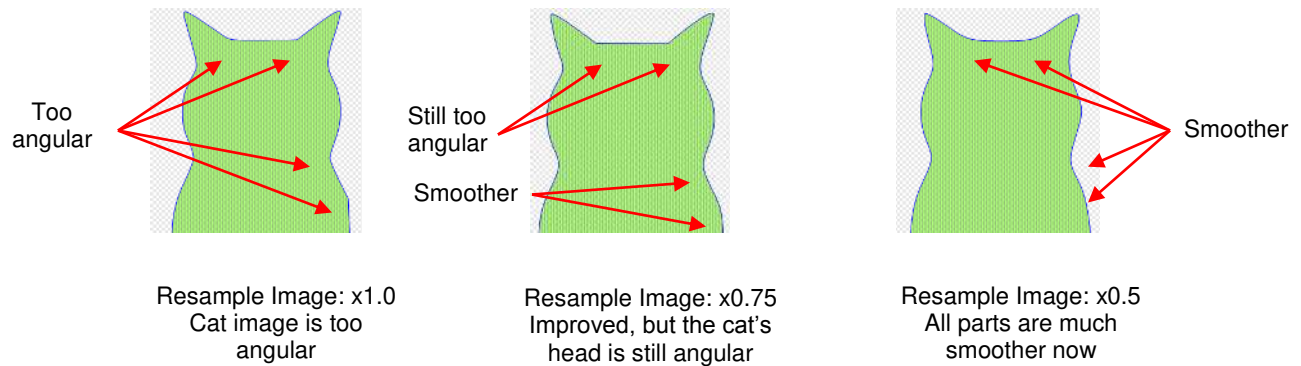 Too
angular
Still too
angular
Smoother
Smoother
Resample Image: x1.0
Cat image is too
angular
Resample Image: x0.75
Improved, but the cat's
head is still angular
Resample Image: x0.5
All parts are much
smoother now